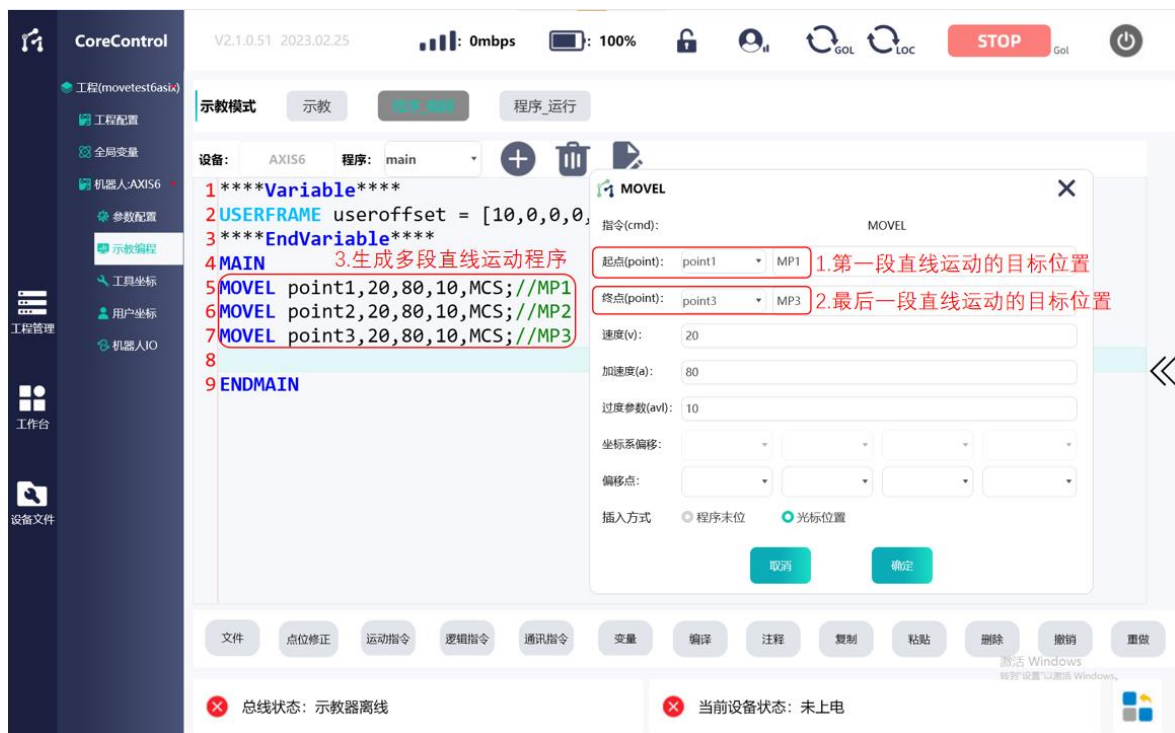 CoreControl
V2.1.0.51 2023.02.25
: 0mbps
: 100%
GOL
LOC
STOP
Gol
工程(movetest6asix)
工程配置
全局变量
机器人:AXIS6
参数配置
示教编程
工具坐标
用户坐标
机器人IO
工程管理
工作台
设备文件
示教模式
示教
程序_运行
设备: AXIS6 程序: main
1 ****Variable****
2 USERFRAME useroffset = [10,0,0,0,
3 ****EndVariable****
3.生成多段直线运动程序
4 MAIN
5 MOVEL point1,20,80,10,MCS;//MP1
6 MOVEL point2,20,80,10,MCS;//MP2
7 MOVEL point3,20,80,10,MCS;//MP3
8
9 ENDMAIN
MOVEL
指令(cmd): MOVEL
起点(point): point1 MP1 1.第一段直线运动的目标位置
终点(point): point3 MP3 2.最后一段直线运动的目标位置
速度(v): 20
加速度(a): 80
过度参数(avl): 10
坐标系偏移:
偏移点:
插入方式 程序末位 光标位置
取消 确定
文件 点位修正 运动指令 逻辑指令 通讯指令 变量 编译 注释 复制 粘贴 删除 撤销 重做
激活 Windows
转到"设置"以激活 Windows。
总线状态: 示教器离线
当前设备状态: 未上电